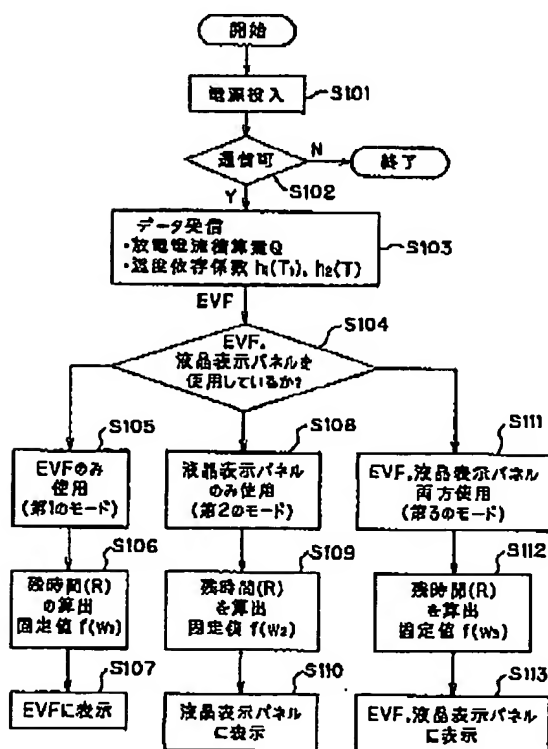 開始
電源投入
S101
通信可
N
終了
S102
Y
データ発信
・放電電流積算量Q
・温度依存係数 h1(T1), h2(T)
S103
EVF
S104
EVF,
液晶表示パネルを
使用しているか?
S105
EVFのみ
使用
(第1のモード)
S108
液晶表示パネル
のみ使用
(第2のモード)
S111
EVF,液晶表示パネル
両方使用
(第3のモード)
S106
残時間(R)
の算出
固定値 f(W1)
S109
残時間(R)
を算出
固定値 f(W2)
S112
残時間(R)
を算出
固定値 f(W3)
S107
EVFに表示
S110
液晶表示パネル
に表示
S113
EVF,液晶表示パネル
に表示